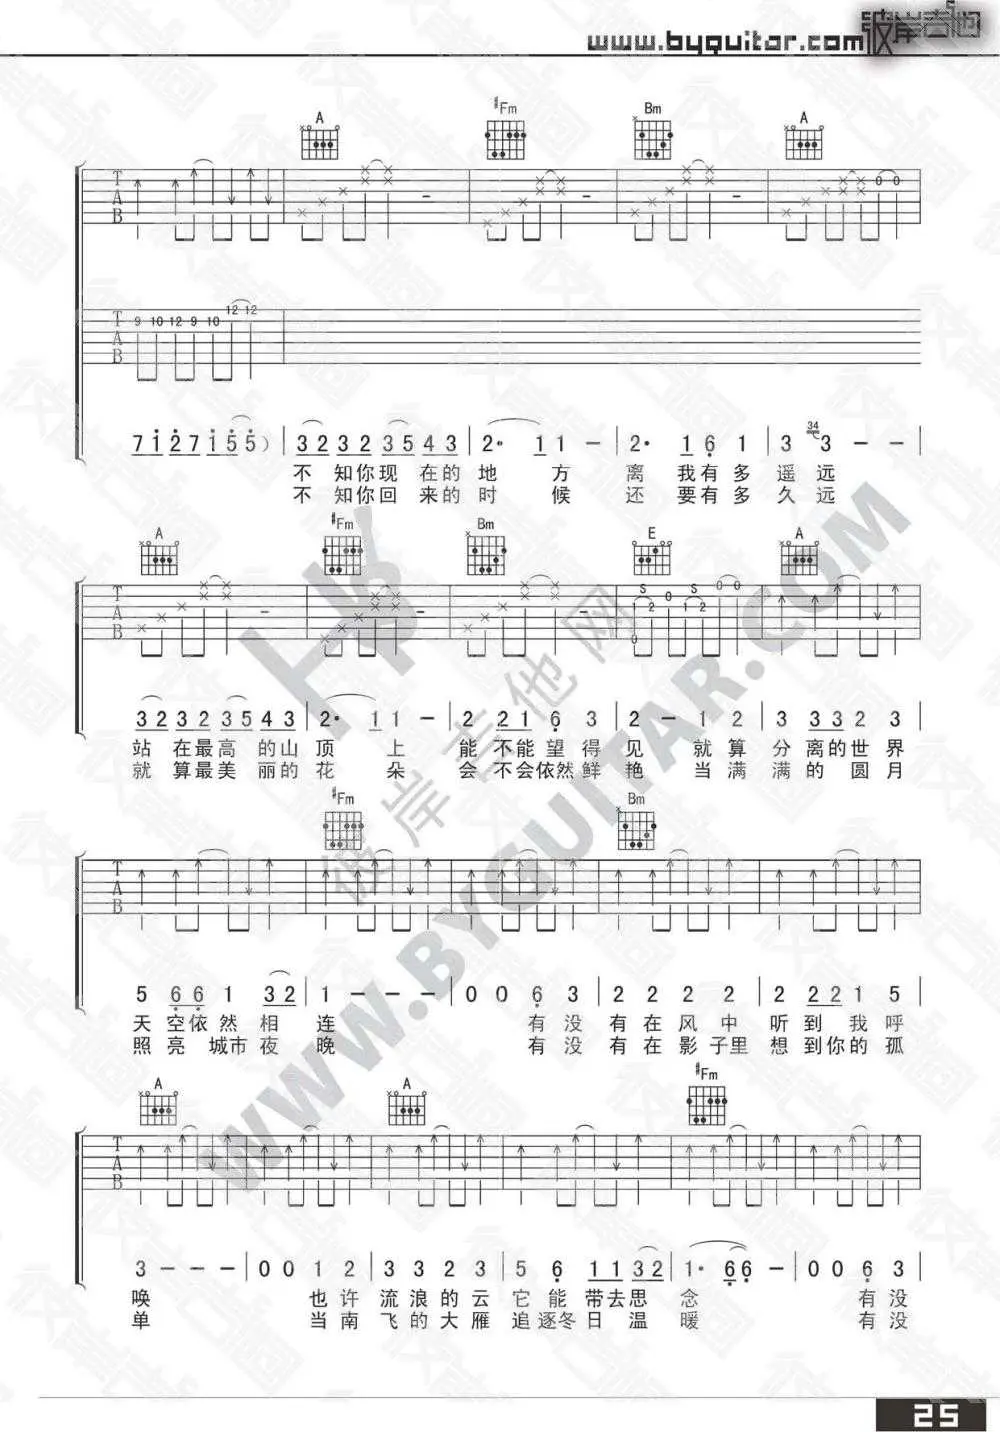 www.byguitar.com 彼岸吉他
A #Fm Bm A
T A B
T A B
9 10 12 9 10 12 12
7 1 2 7 1 5 5 ) | 3 2 3 2 3 5 4 3 | 2· 1 1 — | 2· 1 6 1 | 3 34 3 — — |
不知你现在的地方 离我有多遥远
不知你回来的时候 还要有多久远
A #Fm Bm E A
T A B
3 2 3 2 3 5 4 3 | 2· 1 1 — | 2 2 1 6 3 | 2 — 1 2 | 3 3 3 2 3 |
站在最高的山顶上 能不能望得见 就算分离的世界
就算最美丽的花朵 会不会依然鲜艳 当满满的圆月
#Fm Bm
T A B
5 6 6 1 3 2 | 1 — — — | 0 0 6 3 | 2 2 2 2 | 2 2 2 1 5 |
天空依然相连 有没有在风中听到我呼
照亮城市夜晚 有没有在影子里想到你的孤
A A #Fm
T A B
3 — — — | 0 0 1 2 | 3 3 2 3 | 5 6 1 1 3 2 | 1· 6 6 — — | 0 0 6 3 |
唤 也许流浪的云它能带去思念 有没
单 当南飞的大雁追逐冬日温暖 有没
彼岸吉他网
WWW.BYGUITAR.COM
25